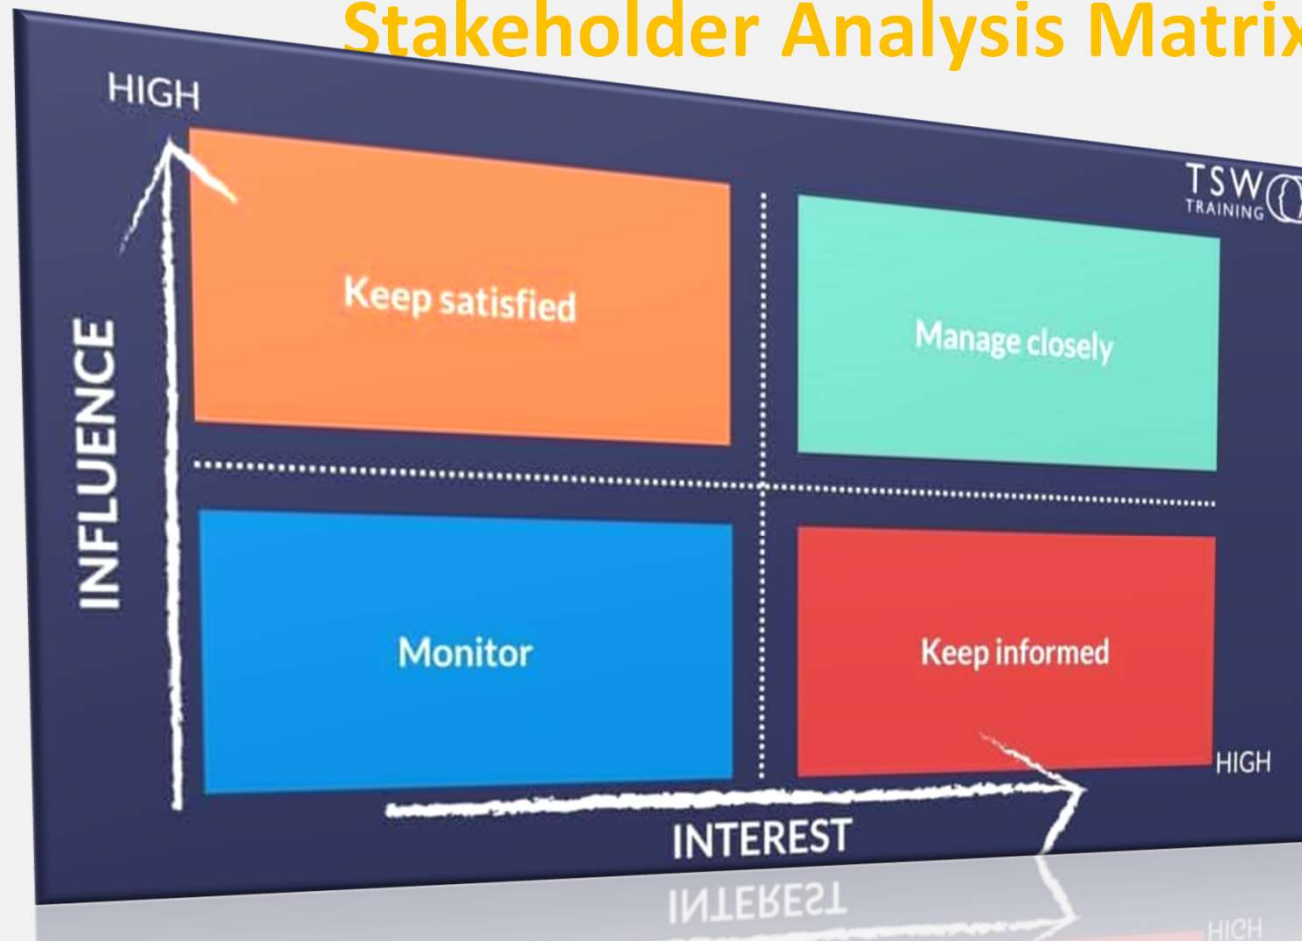 Stakeholder Analysis Matrix
HIGH
TSW
TRAINING
Keep satisfied
Manage closely
INFLUENCE
Monitor
Keep informed
HIGH
INTEREST
INTEREST
HIGH